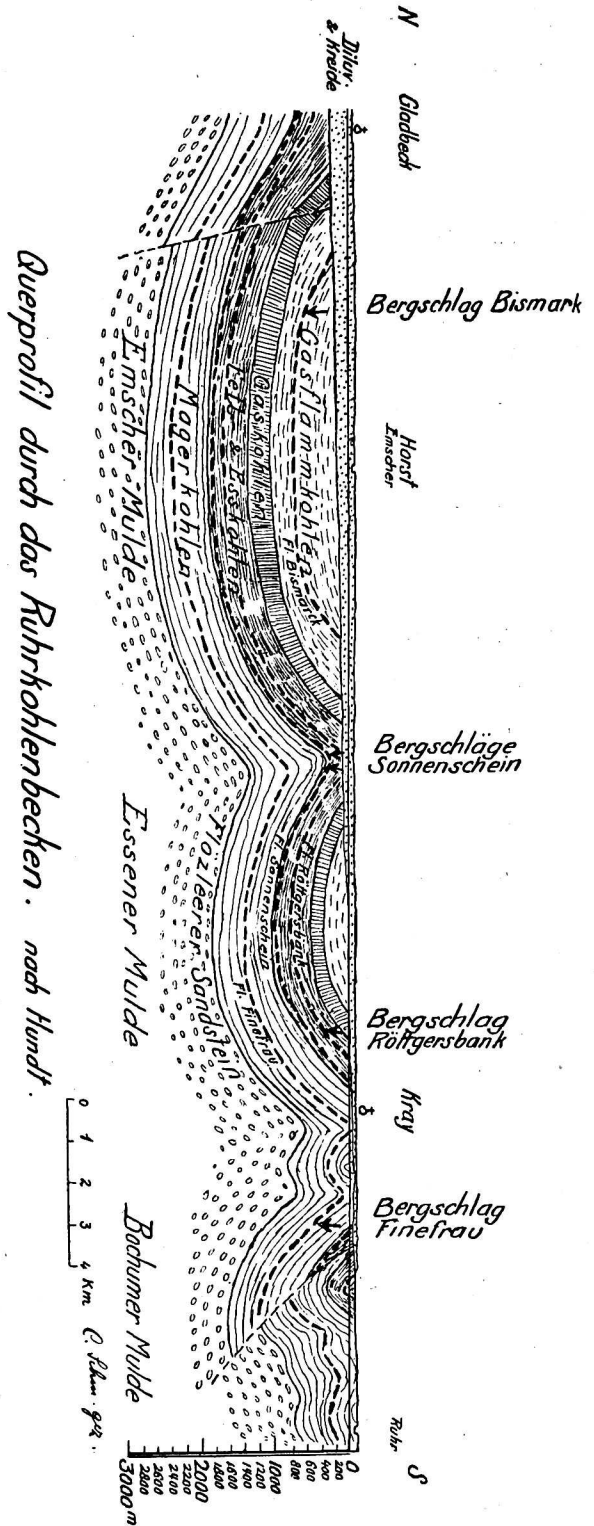 N
Gladbeck
Diluv.
& Kreide
Bergschlag Bismark
Horst
Emscher
Bergschläge
Sonnenschein
Bergschlag
Röttgersbank
Kray
Bergschlag
Finefrau
Ruhr
S
Gasflammkohlen
Fl. Bismarck
Gaskohlen
Fett- & Esskohlen
Magerkohlen
Emscher-Mulde
Fl. Röttgersbank
Fl. Sonnenschein
Fl. Finefrau
Flözleerer Sandstein
Essener Mulde
Bochumer Mulde
0
200
400
600
800
1000
1200
1400
1600
1800
2000
2200
2400
2600
2800
3000m
0 1 2 3 4 Km
Querprofil durch das Ruhrkohlenbecken. nach Hundt.